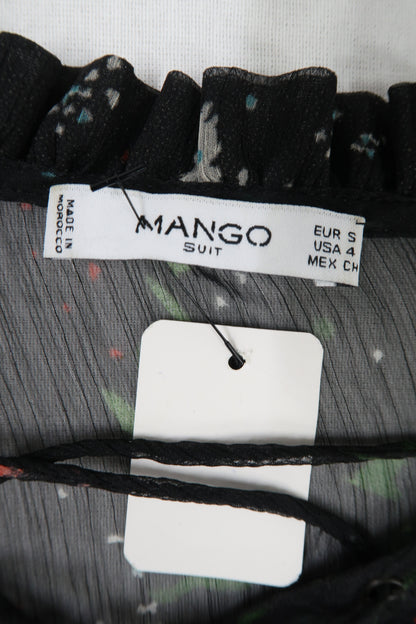 MADE IN
MOROCCO
MANGO
SUIT
EUR S
USA 4
MEX CH